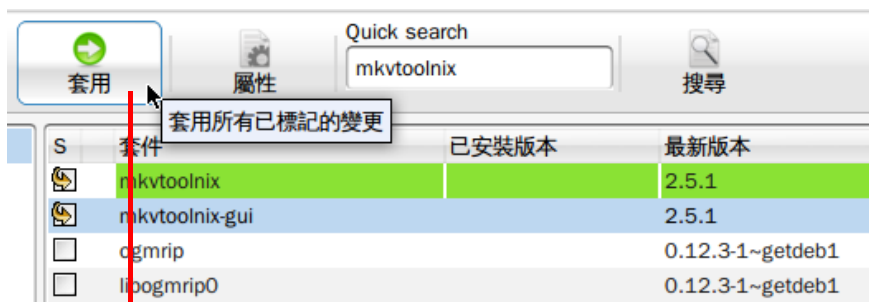 Quick search
套用
屬性
mkvtoolnix
搜尋
套用所有已標記的變更
S 套件 已安裝版本 最新版本
mkvtoolnix 2.5.1
mkvtoolnix-gui 2.5.1
ogmrip 0.12.3-1~getdeb1
libogmrip0 0.12.3-1~getdeb1